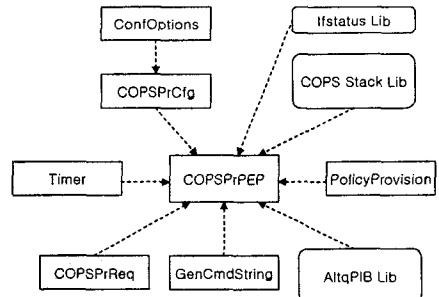 ConfOptions
Ifstatus Lib
COPSPrCfg
COPS Stack Lib
Timer
COPSPrPEP
PolicyProvision
COPSPrReq
GenCmdString
AltqPIB Lib